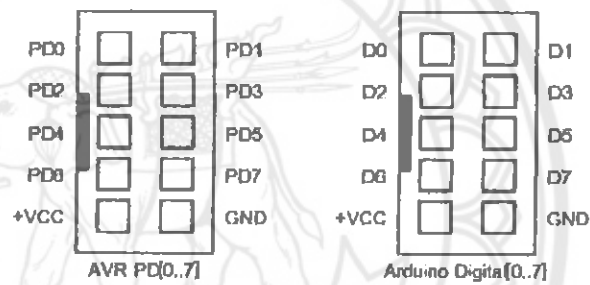 PD0 PD1 D0 D1
PD2 PD3 D2 D3
PD4 PD5 D4 D5
PD6 PD7 D6 D7
+VCC GND +VCC GND
AVR PD[0..7] Arduino Digital[0..7]